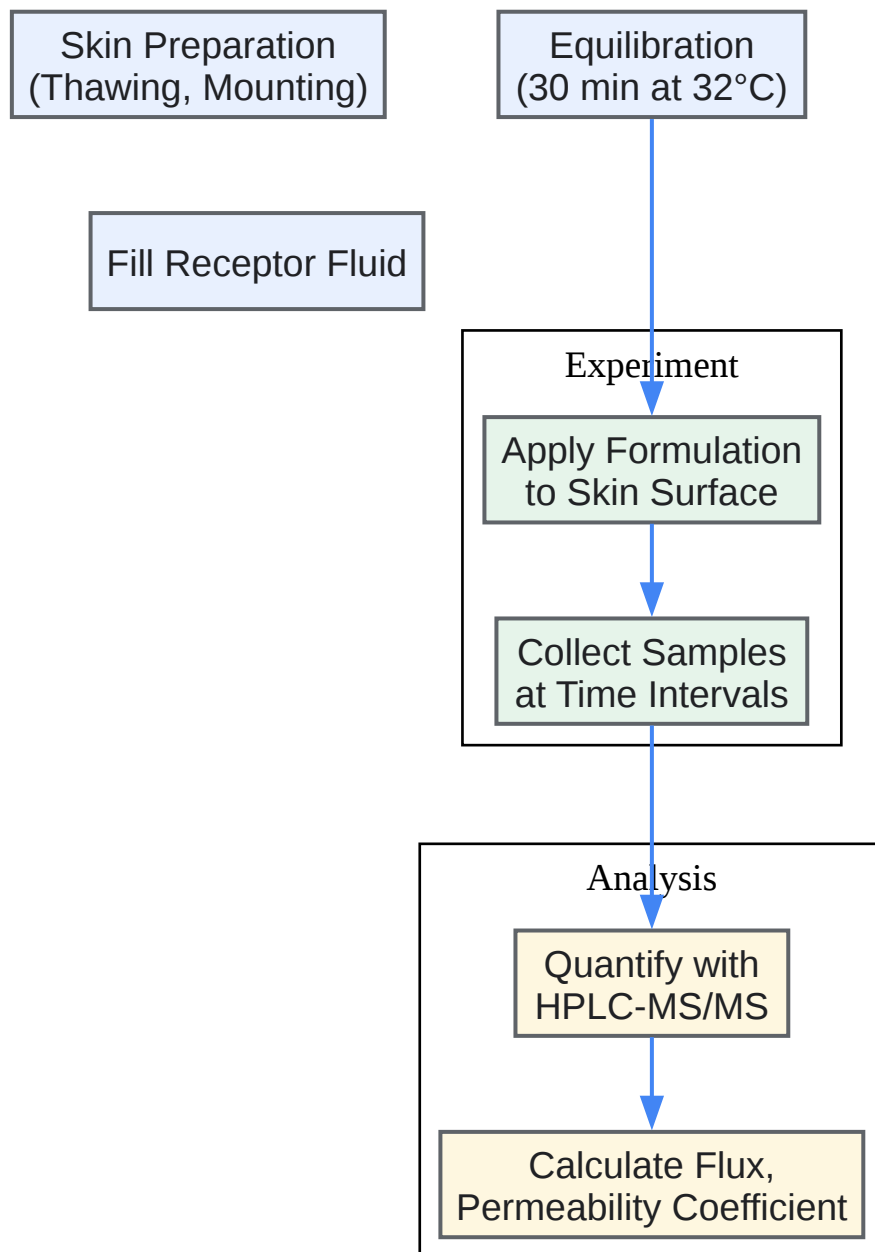 Skin Preparation
(Thawing, Mounting)
Equilibration
(30 min at 32°C)
Fill Receptor Fluid
Experiment
Apply Formulation
to Skin Surface
Collect Samples
at Time Intervals
Analysis
Quantify with
HPLC-MS/MS
Calculate Flux,
Permeability Coefficient